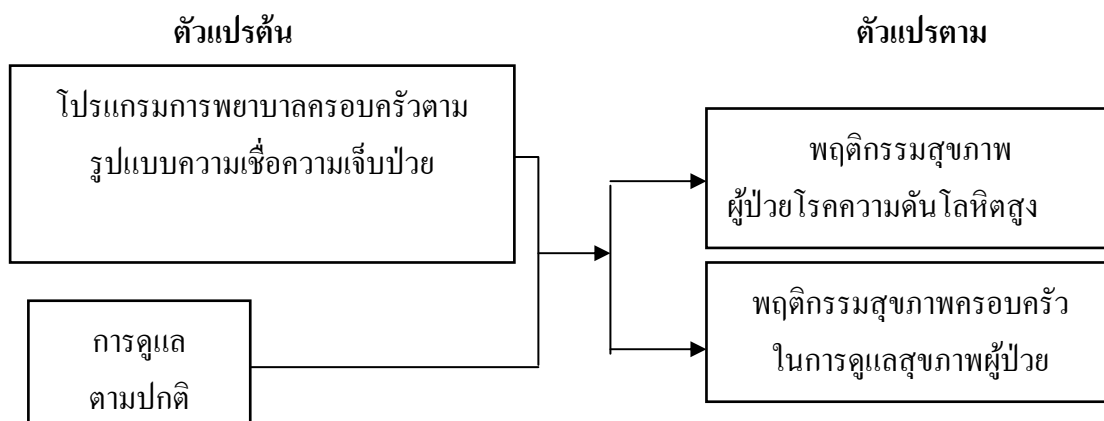 ตัวแปรต้น
ตัวแปรตาม
โปรแกรมการพยาบาลครอบครัวตาม
รูปแบบความเชื่อความเจ็บป่วย
การดูแล
ตามปกติ
พฤติกรรมสุขภาพ
ผู้ป่วยโรคความดันโลหิตสูง
พฤติกรรมสุขภาพครอบครัว
ในการดูแลสุขภาพผู้ป่วย